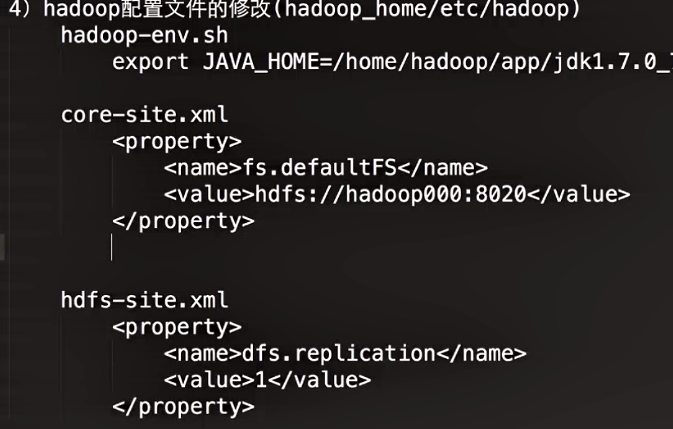 4）hadoop配置文件的修改(hadoop_home/etc/hadoop)
hadoop-env.sh
export JAVA_HOME=/home/hadoop/app/jdk1.7.0_7
core-site.xml
<property>
<name>fs.defaultFS</name>
<value>hdfs://hadoop000:8020</value>
</property>
hdfs-site.xml
<property>
<name>dfs.replication</name>
<value>1</value>
</property>